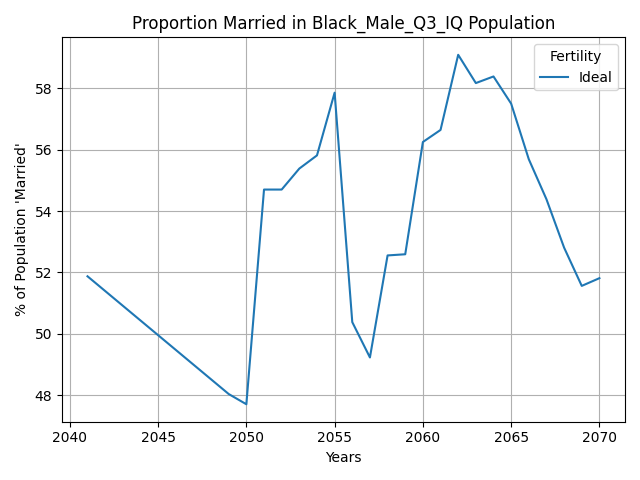 Proportion Married in Black_Male_Q3_IQ Population
Fertility
Ideal
% of Population 'Married'
58
56
54
52
50
48
2040
2045
2050
2055
2060
2065
2070
Years